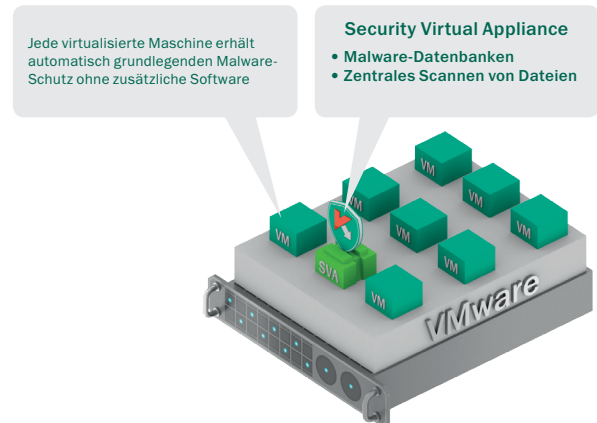 Jede virtualisierte Maschine erhält
automatisch grundlegenden Malware-
Schutz ohne zusätzliche Software
Security Virtual Appliance
• Malware-Datenbanken
• Zentrales Scannen von Dateien
VM
VM
VM
VM
VM
VM
VM
SVA
VM
VMware